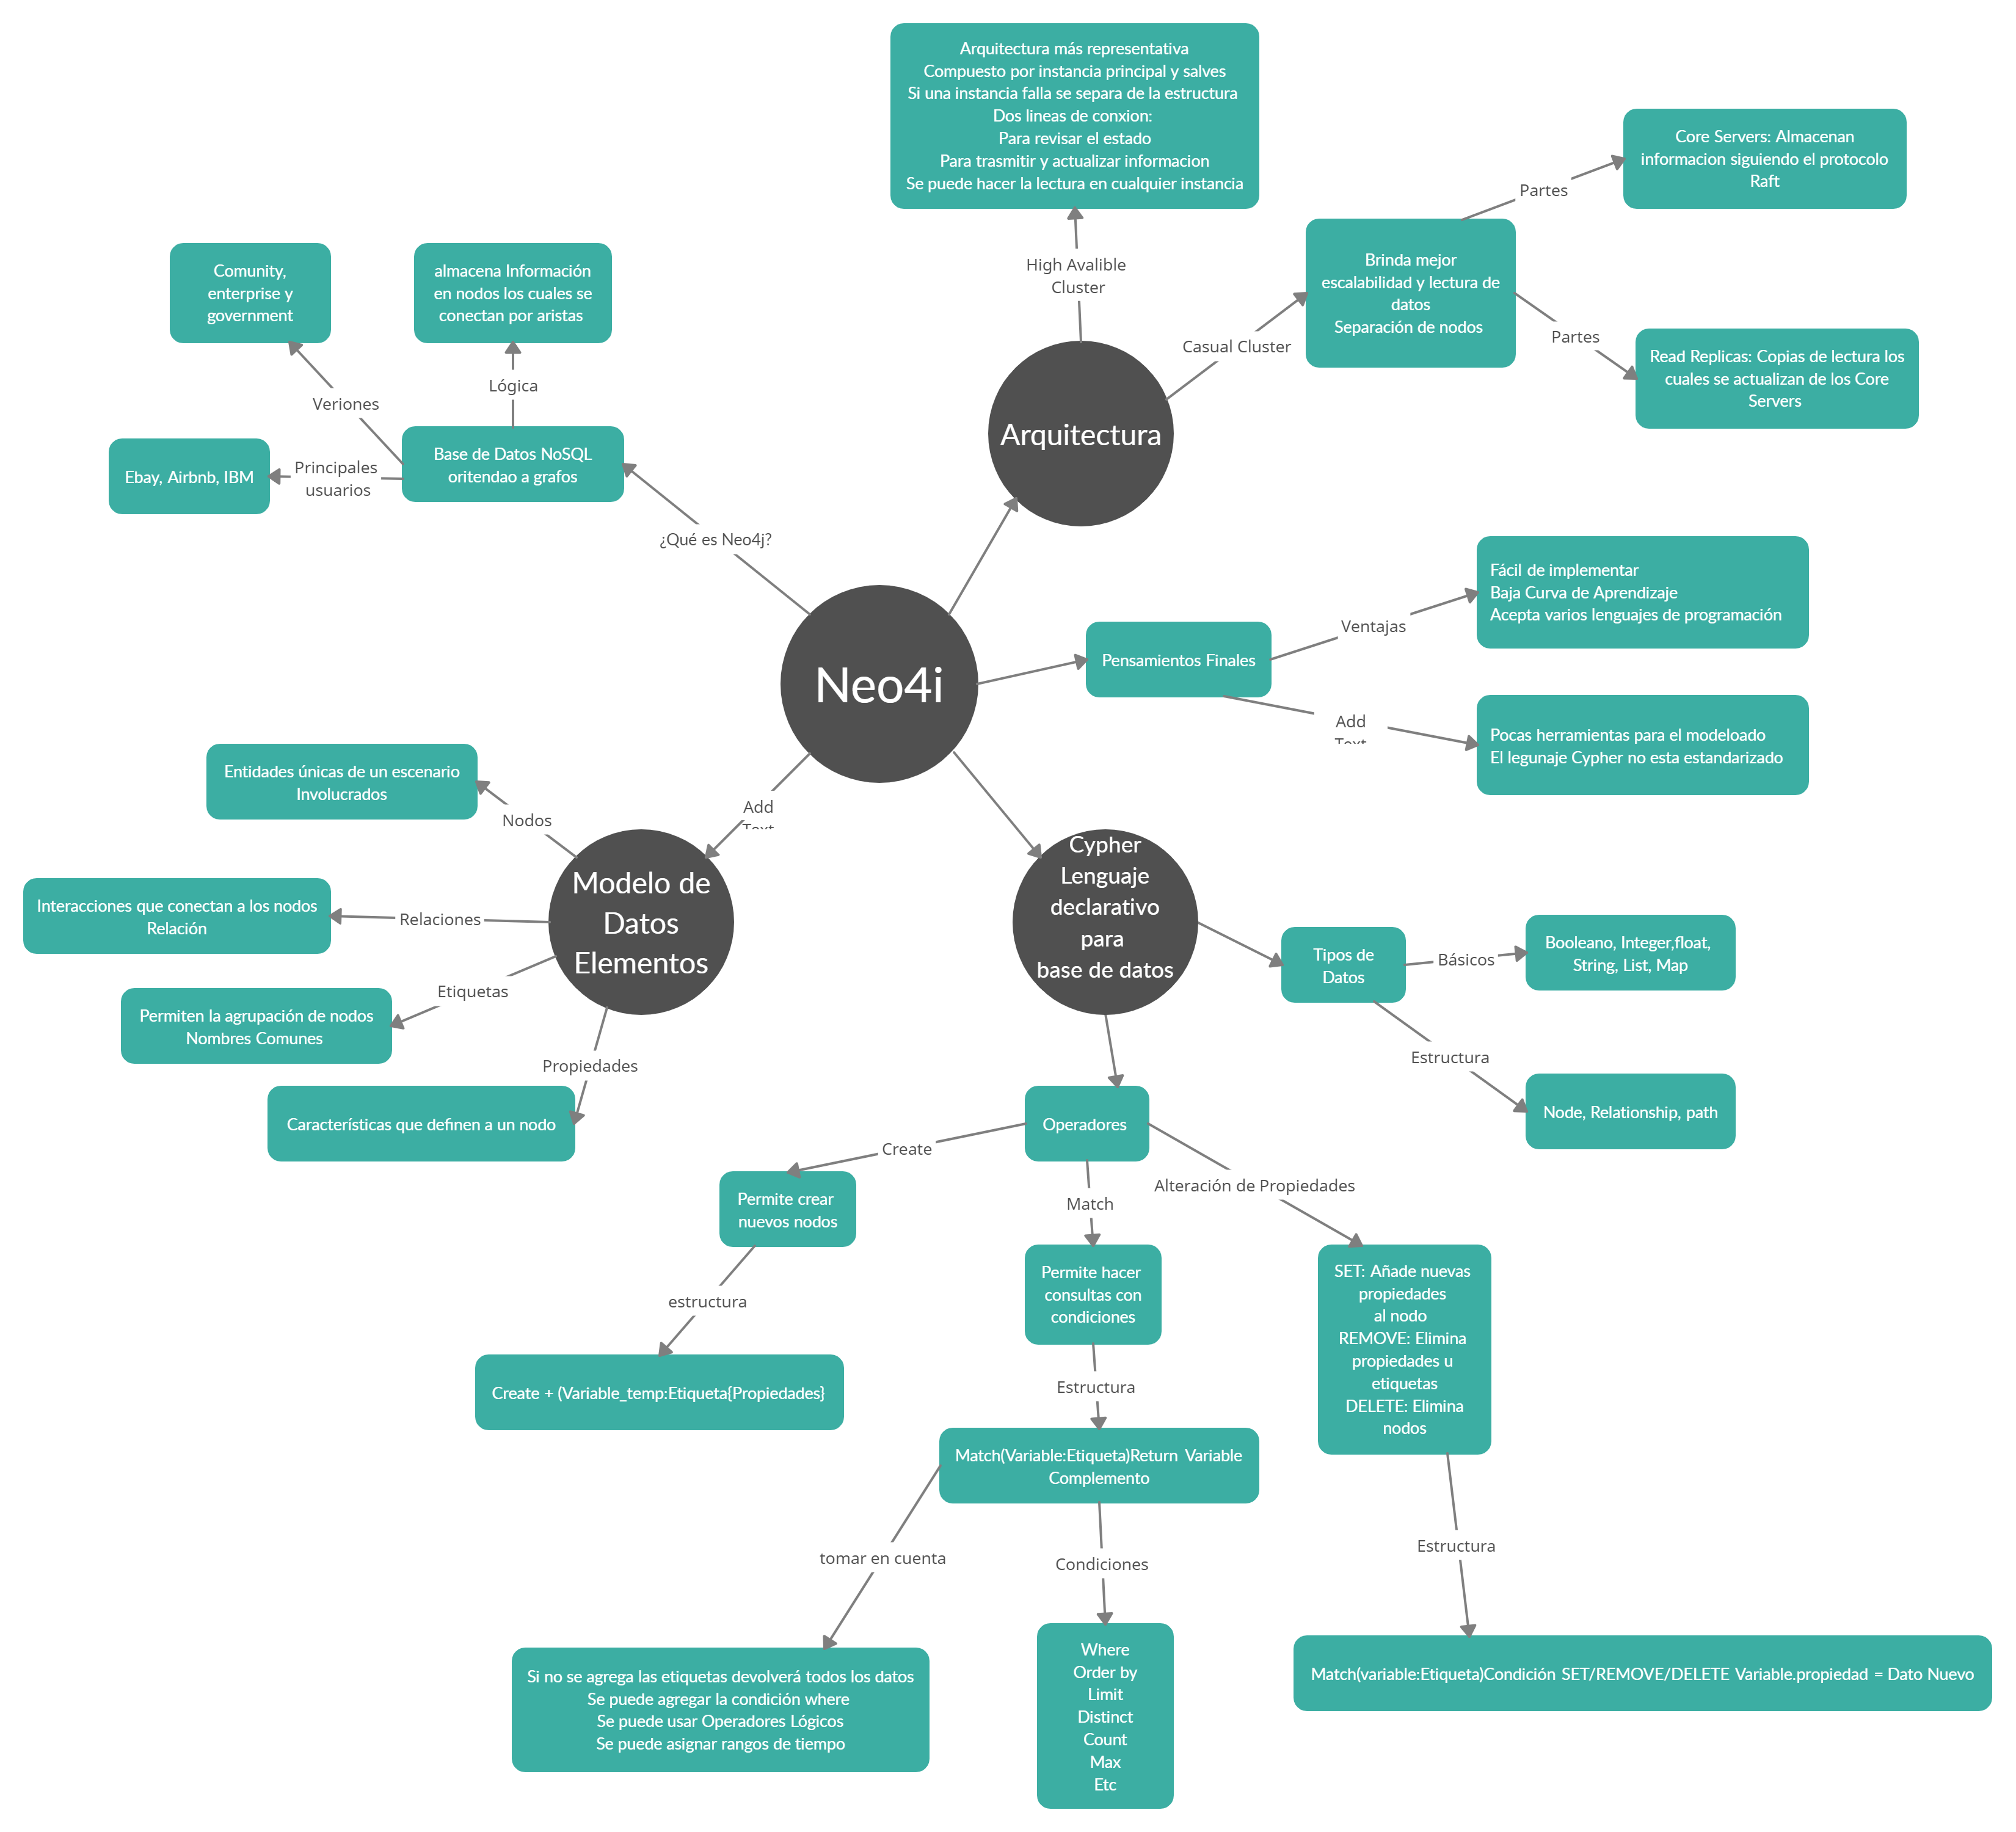 Arquitectura más representativa
Compuesto por instancia principal y salves
Si una instancia falla se separa de la estructura
Dos lineas de conxion:
Para revisar el estado
Para trasmitir y actualizar informacion
Se puede hacer la lectura en cualquier instancia
High Avalible
Cluster
Arquitectura
Casual Cluster
Brinda mejor
escalabilidad y lectura de
datos
Separación de nodos
Partes
Core Servers: Almacenan
informacion siguiendo el protocolo
Raft
Partes
Read Replicas: Copias de lectura los
cuales se actualizan de los Core
Servers
Comunity,
enterprise y
government
almacena Información
en nodos los cuales se
conectan por aristas
Lógica
Veriones
Ebay, Airbnb, IBM
Principales
usuarios
Base de Datos NoSQL
oritendao a grafos
¿Qué es Neo4j?
Neo4i
Pensamientos Finales
Ventajas
Fácil de implementar
Baja Curva de Aprendizaje
Acepta varios lenguajes de programación
Add
Text
Pocas herramientas para el modeloado
El legunaje Cypher no esta estandarizado
Add
Text
Modelo de
Datos
Elementos
Nodos
Entidades únicas de un escenario
Involucrados
Relaciones
Interacciones que conectan a los nodos
Relación
Etiquetas
Permiten la agrupación de nodos
Nombres Comunes
Propiedades
Características que definen a un nodo
Cypher
Lenguaje
declarativo
para
base de datos
Tipos de
Datos
Básicos
Booleano, Integer,float,
String, List, Map
Estructura
Node, Relationship, path
Operadores
Create
Permite crear
nuevos nodos
estructura
Create + (Variable_temp:Etiqueta{Propiedades}
Match
Permite hacer
consultas con
condiciones
Estructura
Match(Variable:Etiqueta)Return Variable
Complemento
tomar en cuenta
Si no se agrega las etiquetas devolverá todos los datos
Se puede agregar la condición where
Se puede usar Operadores Lógicos
Se puede asignar rangos de tiempo
Condiciones
Where
Order by
Limit
Distinct
Count
Max
Etc
Alteración de Propiedades
SET: Añade nuevas
propiedades
al nodo
REMOVE: Elimina
propiedades u
etiquetas
DELETE: Elimina
nodos
Estructura
Match(variable:Etiqueta)Condición SET/REMOVE/DELETE Variable.propiedad = Dato Nuevo